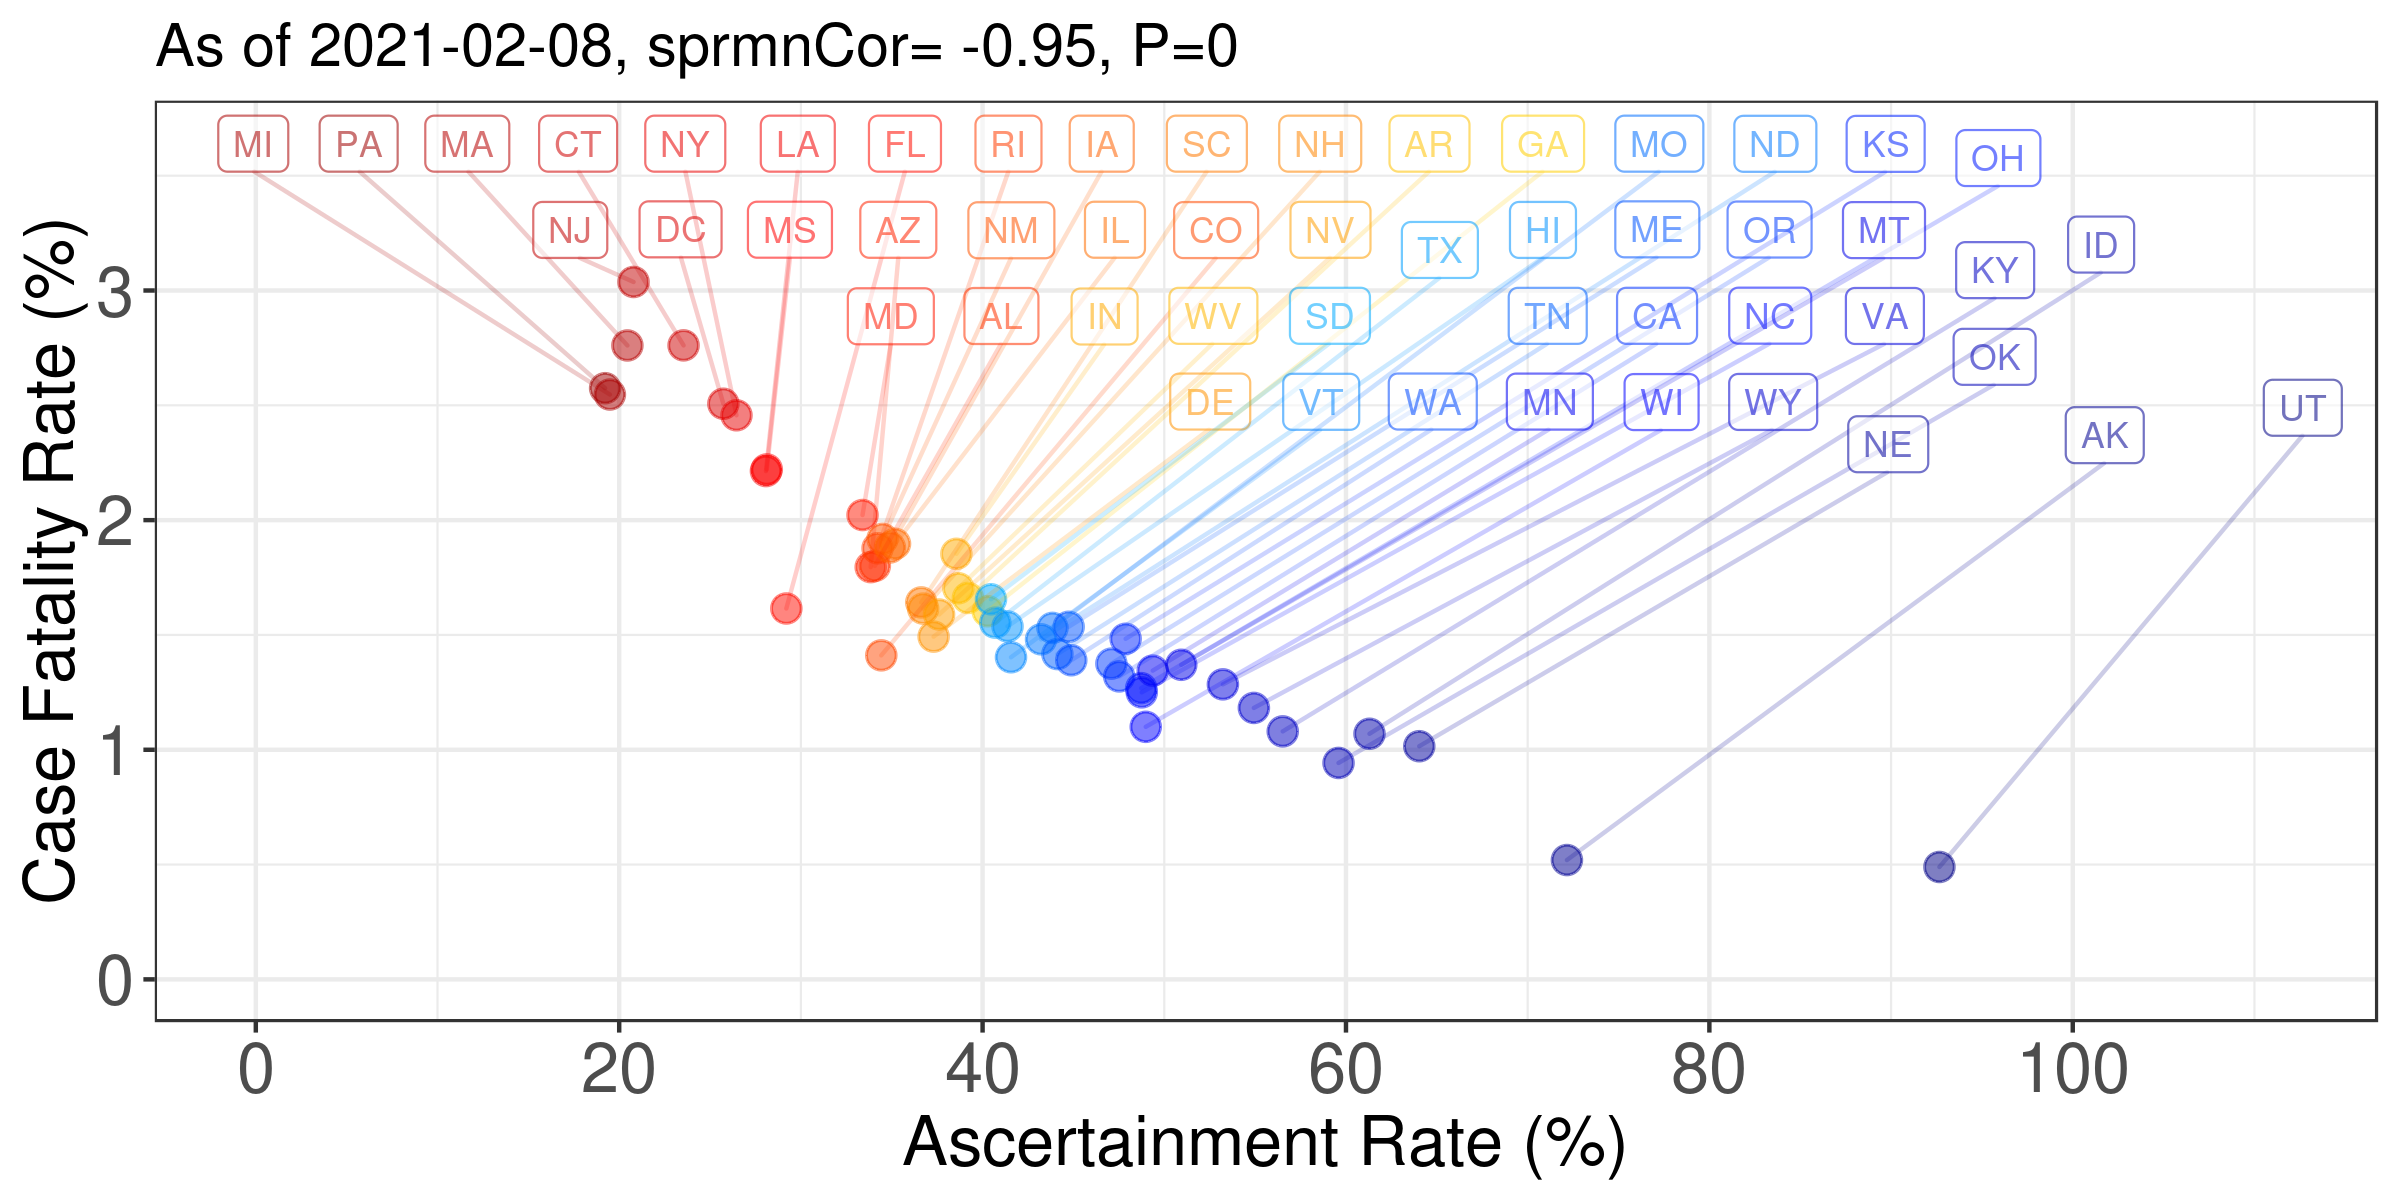 As of 2021-02-08, sprmnCor= -0.95, P=0
MI PA MA CT NY LA FL RI IA SC NH AR GA MO ND KS OH
NJ DC MS AZ NM IL CO NV TX HI ME OR MT KY ID
MD AL IN WV SD TN CA NC VA OK
DE VT WA MN WI WY NE AK UT
Case Fatality Rate (%)
3
2
1
0
0 20 40 60 80 100
Ascertainment Rate (%)